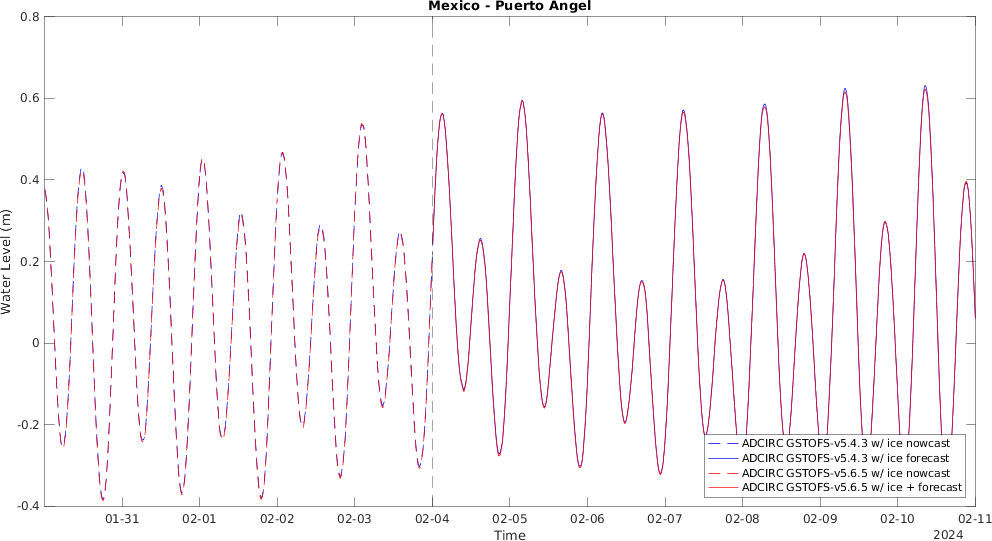 Mexico - Puerto Angel
Water Level (m)
0.8
0.6
0.4
0.2
0
-0.2
-0.4
01-31
02-01
02-02
02-03
02-04
02-05
02-06
02-07
02-08
02-09
02-10
02-11
Time
2024
ADCIRC GSTOFS-v5.4.3 w/ ice nowcast
ADCIRC GSTOFS-v5.4.3 w/ ice forecast
ADCIRC GSTOFS-v5.6.5 w/ ice nowcast
ADCIRC GSTOFS-v5.6.5 w/ ice + forecast